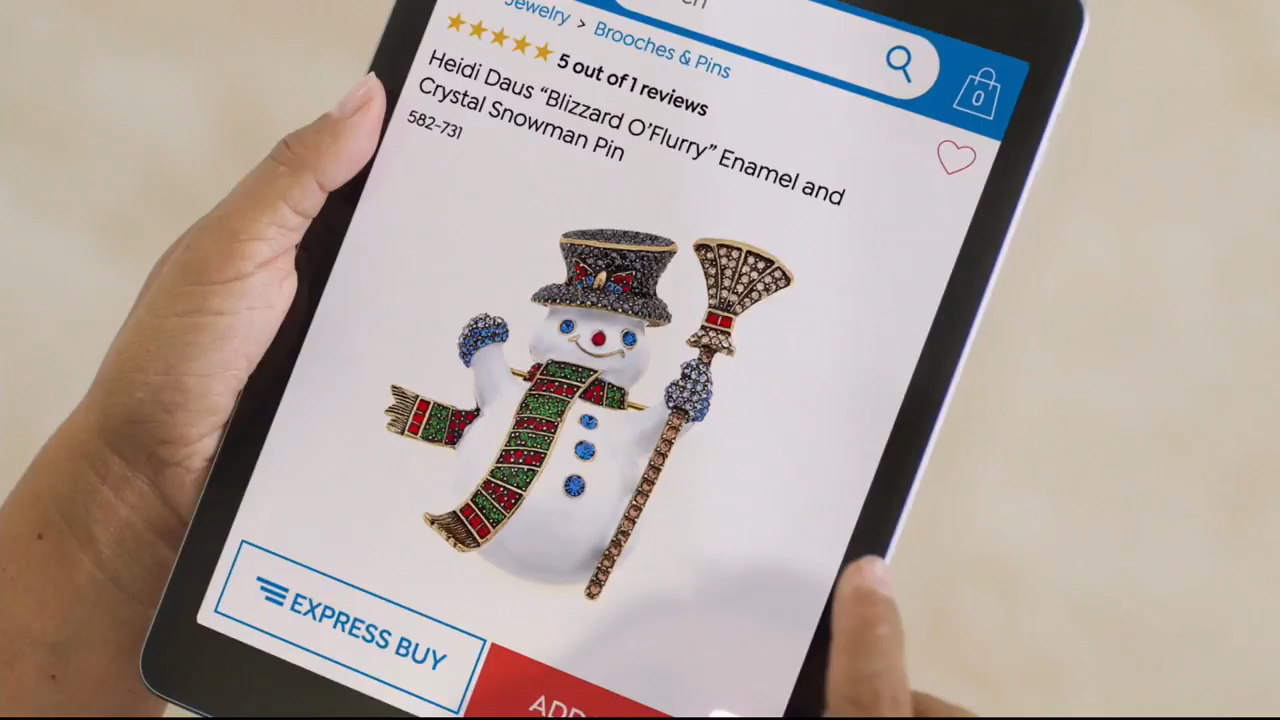 Jewelry > Brooches & Pins
5 out of 1 reviews
Heidi Daus “Blizzard O’Flurry” Enamel and
Crystal Snowman Pin
582-731
0
EXPRESS BUY
ADD